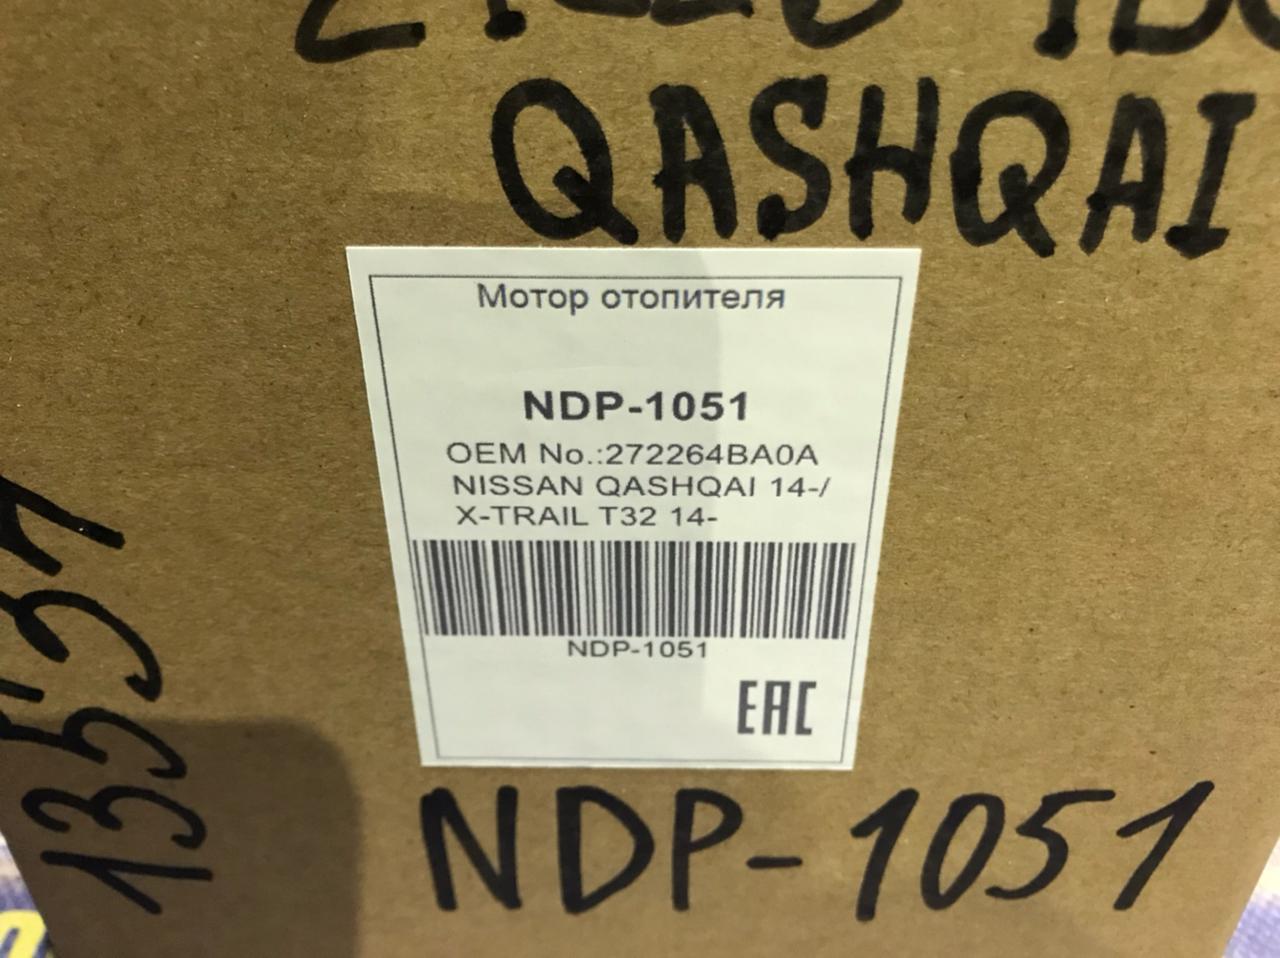 QASHQAI
Мотор отопителя
NDP-1051
OEM No.:272264BA0A
NISSAN QASHQAI 14-/
X-TRAIL T32 14-
NDP-1051
EAC
NDP-1051